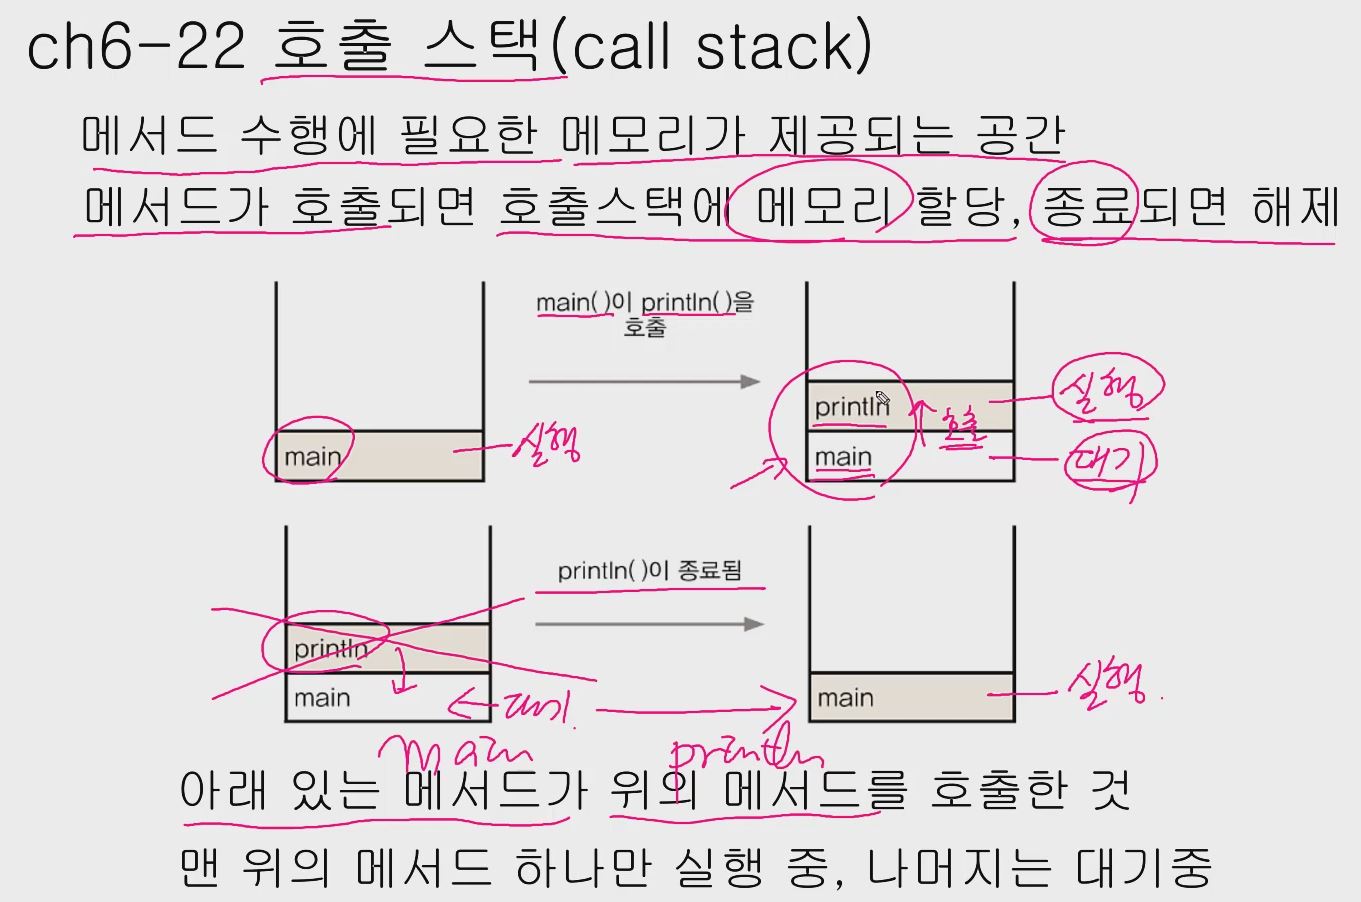 ch6-22 호출 스택(call stack)
메서드 수행에 필요한 메모리가 제공되는 공간
메서드가 호출되면 호출스택에 메모리 할당, 종료되면 해제
main( )이 println( )을
호출
println
실행
호출
main
실행
main
대기
println( )이 종료됨
println
main
대기
main
실행
main
println
아래 있는 메서드가 위의 메서드를 호출한 것
맨 위의 메서드 하나만 실행 중, 나머지는 대기중